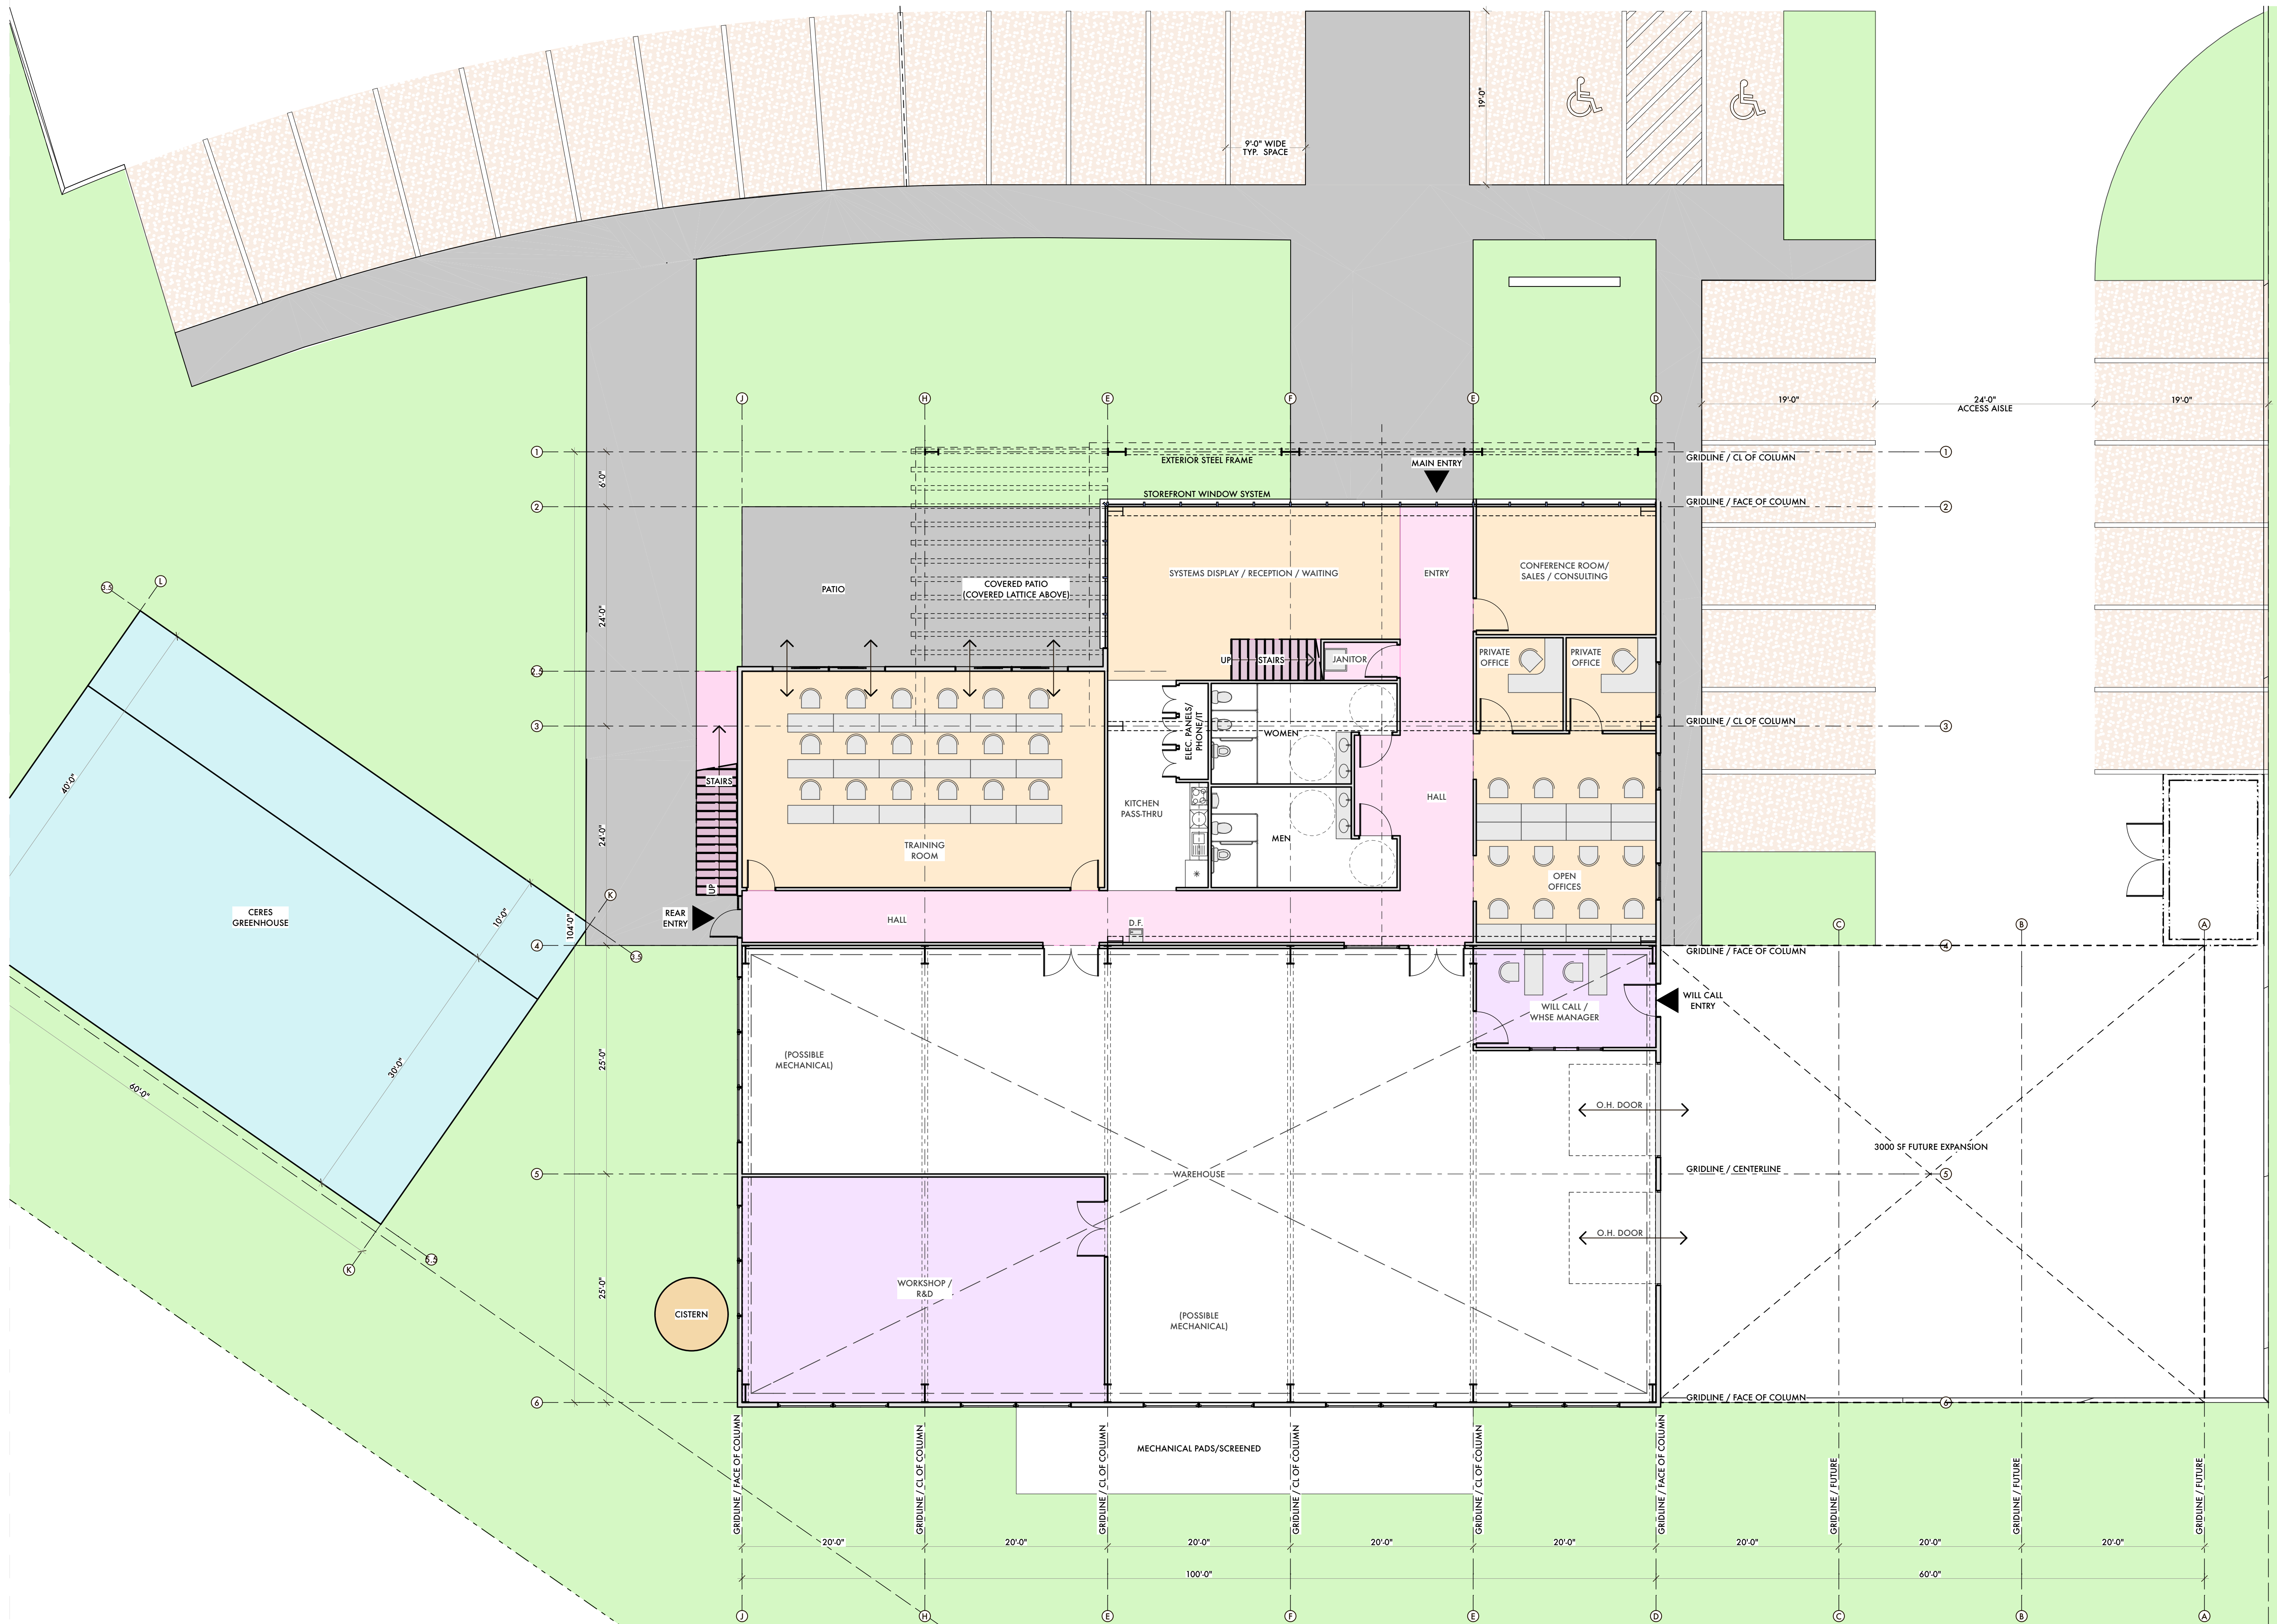 19'-0"
9'-0" WIDE
TYP. SPACE
J
H
E
F
E
D
19'-0"
24'-0"
ACCESS AISLE
19'-0"
1
EXTERIOR STEEL FRAME
MAIN ENTRY
GRIDLINE / CL OF COLUMN
1
6'-0"
STOREFRONT WINDOW SYSTEM
2
GRIDLINE / FACE OF COLUMN
2
PATIO
COVERED PATIO
(COVERED LATTICE ABOVE)
SYSTEMS DISPLAY / RECEPTION / WAITING
ENTRY
CONFERENCE ROOM/
SALES / CONSULTING
3.5
L
24'-0"
2.5
UP
STAIRS
JANITOR
PRIVATE
OFFICE
PRIVATE
OFFICE
3
ELEC. PANELS/
PHONE/IT
WOMEN
GRIDLINE / CL OF COLUMN
3
STAIRS
UP
40'-0"
24'-0"
KITCHEN
PASS-THRU
HALL
MEN
TRAINING
ROOM
OPEN
OFFICES
CERES
GREENHOUSE
10'-0"
K
104'-0"
REAR
ENTRY
HALL
D.F.
C
B
A
4
3.5
GRIDLINE / FACE OF COLUMN
4
WILL CALL /
WHSE MANAGER
WILL CALL
ENTRY
(POSSIBLE
MECHANICAL)
25'-0"
30'-0"
60'-0"
O.H. DOOR
3000 SF FUTURE EXPANSION
5
WAREHOUSE
GRIDLINE / CENTERLINE
5
O.H. DOOR
K
5.5
WORKSHOP /
R&D
25'-0"
CISTERN
(POSSIBLE
MECHANICAL)
6
GRIDLINE / FACE OF COLUMN
6
MECHANICAL PADS/SCREENED
GRIDLINE / FACE OF COLUMN
GRIDLINE / CL OF COLUMN
GRIDLINE / CL OF COLUMN
GRIDLINE / CL OF COLUMN
GRIDLINE / CL OF COLUMN
GRIDLINE / FACE OF COLUMN
GRIDLINE / FUTURE
GRIDLINE / FUTURE
GRIDLINE / FUTURE
20'-0"
20'-0"
20'-0"
20'-0"
20'-0"
20'-0"
20'-0"
20'-0"
100'-0"
60'-0"
J
H
E
F
E
D
C
B
A